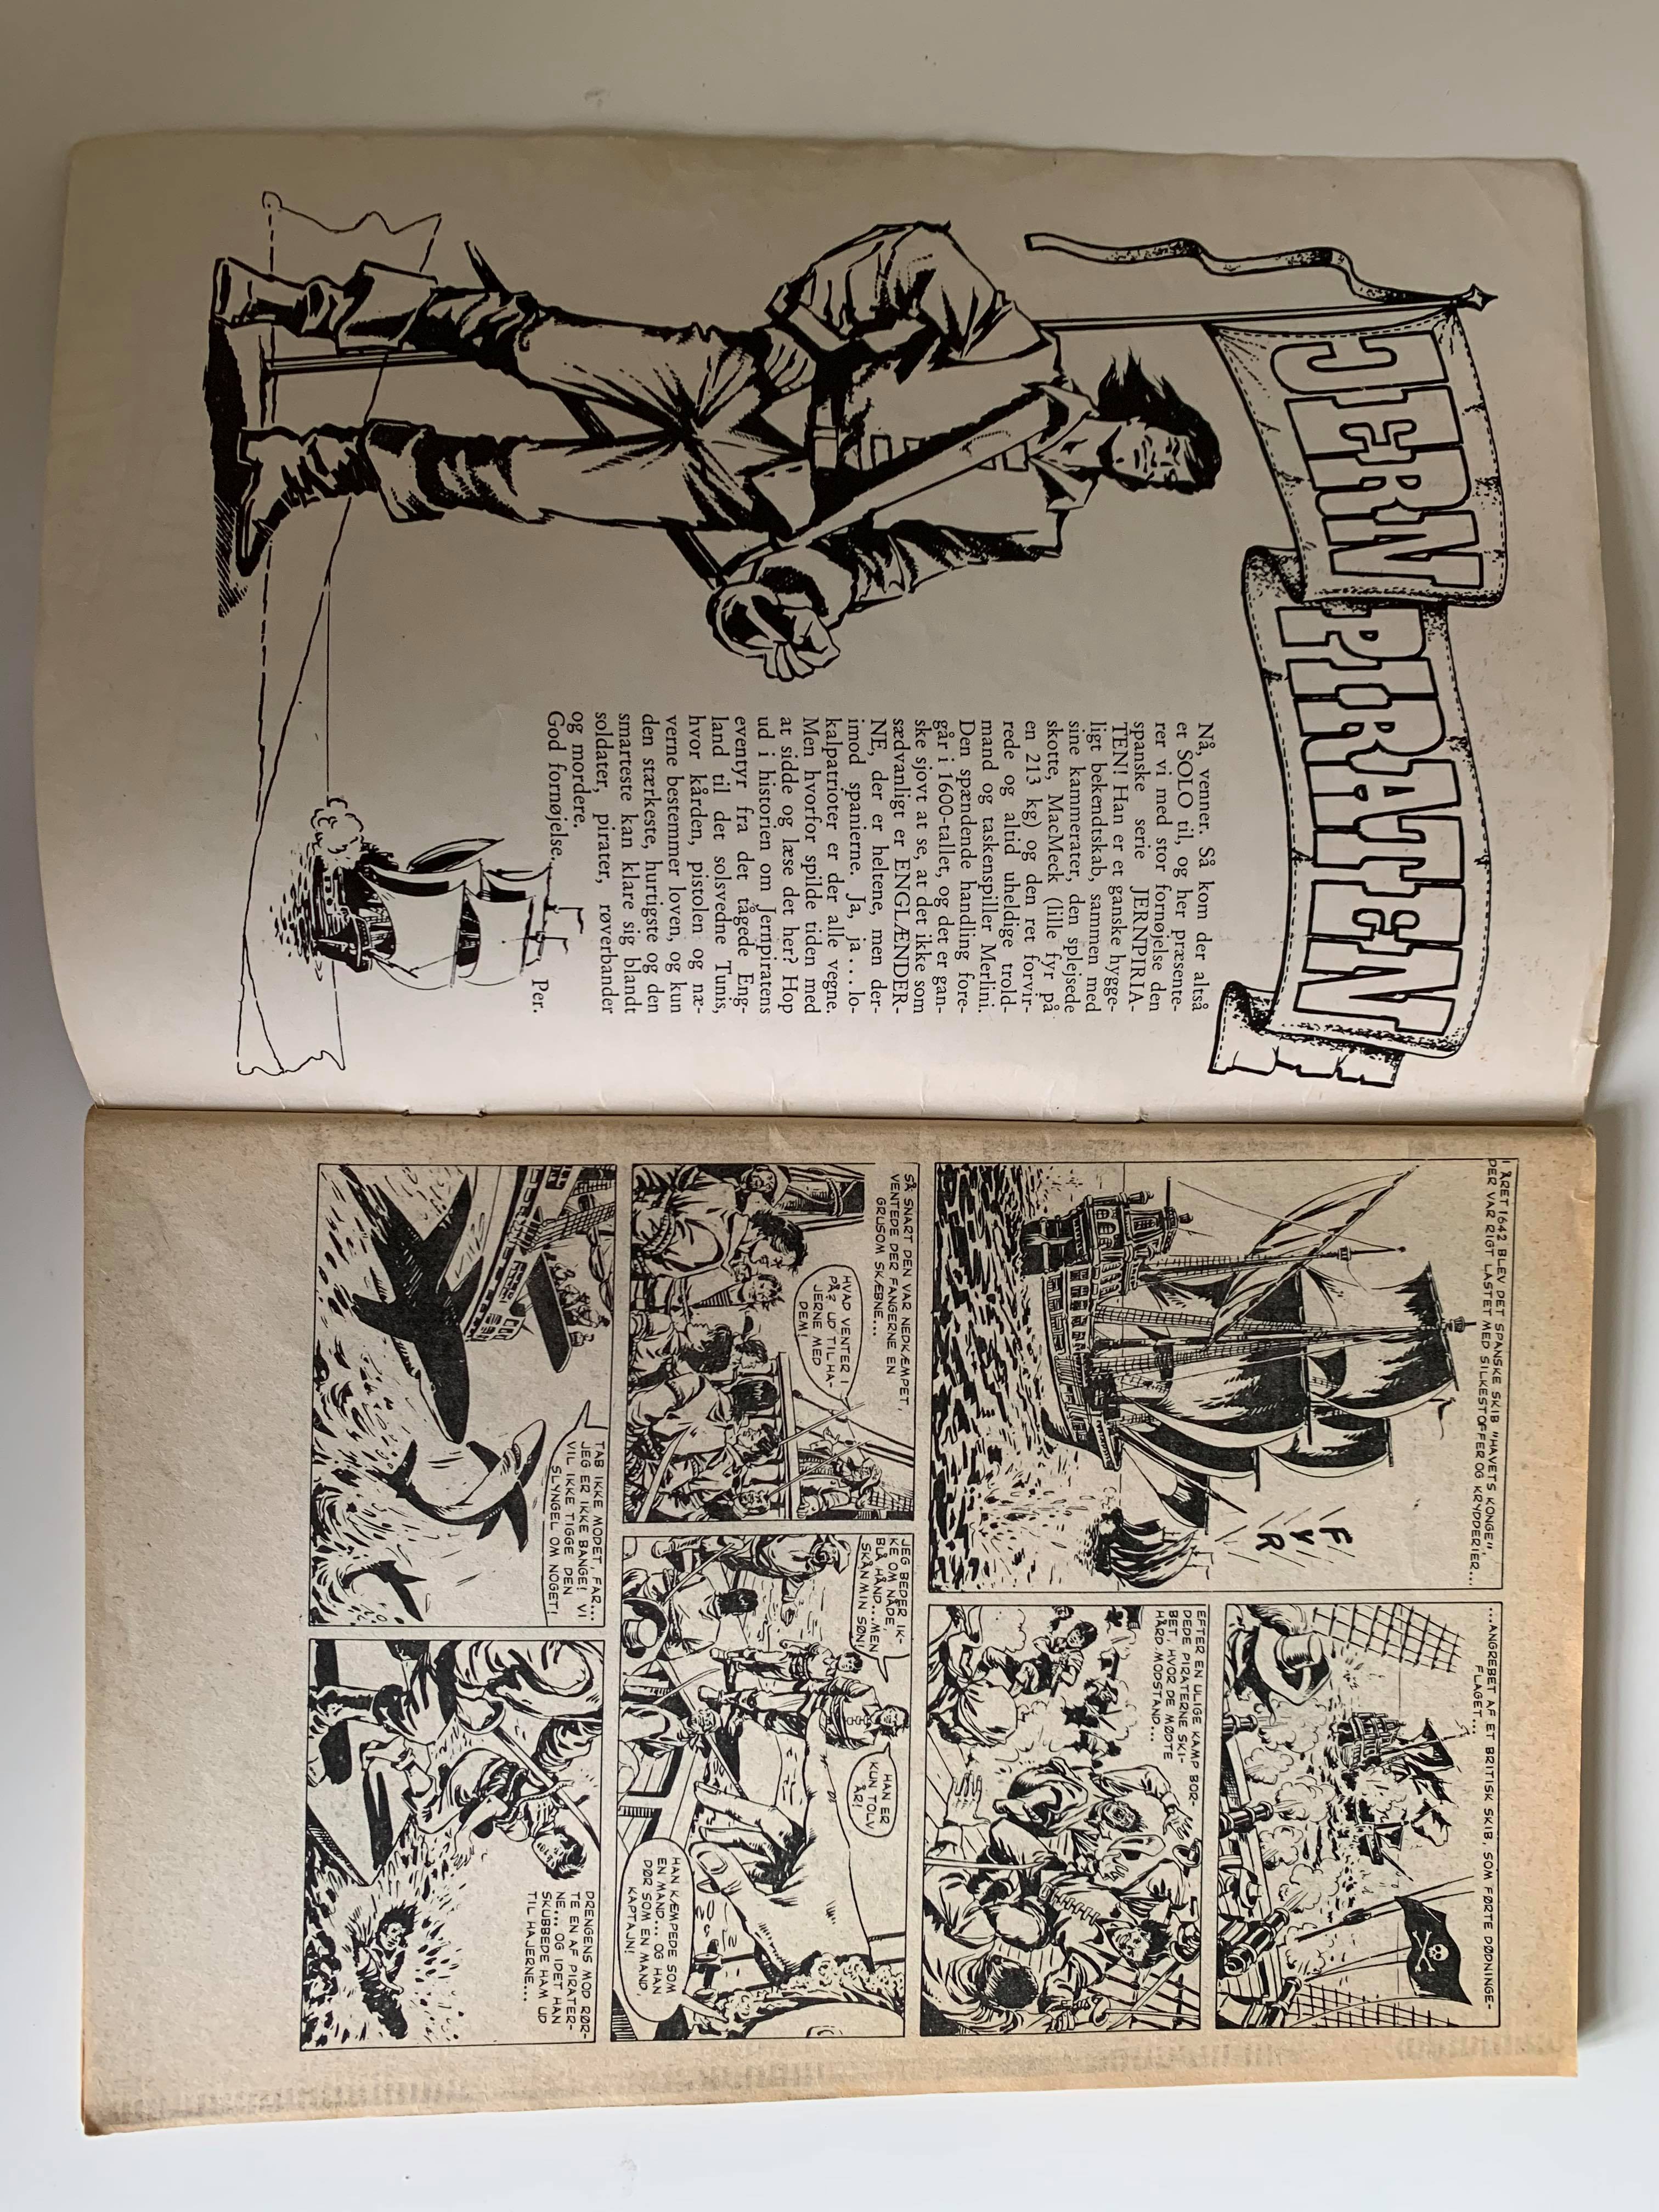 JERN PIRATEN
Nå, venner. Så kom der altså
et SOLO til, og her præsente-
rer vi med stor fornøjelse den
spanske serie JERNPIRIA-
TEN! Han er et ganske hygge-
ligt bekendtskab, sammen med
sine kammerater, den splejsede
skotte, MacMeck (lille fyr på
en 213 kg) og den ret forvir-
rede og altid uheldige trold-
mand og taskenspiller Merlini.
Den spændende handling fore-
går i 1600-tallet, og det er gan-
ske sjovt at se, at det ikke som
sædvanligt er ENGLÆNDER-
NE, der er heltene, men der-
imod spanierne. Ja, ja . . . lo-
kalpatrioter er der alle vegne.
Men hvorfor spilde tiden med
at sidde og læse det her? Hop
ud i historien om Jernpiratens
eventyr fra det tågede Eng-
land til det solsvedne Tunis,
hvor kården, pistolen og næ-
verne bestemmer loven, og kun
den stærkeste, hurtigste og den
smarteste kan klare sig blandt
soldater, pirater, røverbander
og mordere.
God fornøjelse.
Per.
I ÅRET 1642 BLEV DET SPANSKE SKIB "HAVETS KONGE",
DER VAR RIGT LASTET MED SILKESTOFFER OG KRYDDERIER...
FYR
...ANGREBET AF ET BRITISK SKIB, SOM FØRTE DØDNINGE-
FLAGET...
EFTER EN ULIGE KAMP BOR-
DEDE PIRATERNE SKI-
BET, HVOR DE MØDTE
HÅRD MODSTAND...
SÅ SNART DEN VAR NEDKÆMPET,
VENTEDE DER FANGERNE EN
GRUSOM SKÆBNE...
HVAD VENTER I
PÅ? UD TIL HA-
JERNE MED
DEM!
JEG BEDER IK-
KE OM NÅDE,
BLÅ HÅND...MEN
SKÅN MIN SØN!
HAN ER
KUN TOLV
ÅR!
HAN KÆMPEDE SOM
EN MAND... OG HAN
DØR SOM EN MAND,
KAPTAJN!
TAB IKKE MODET, FAR...
JEG ER IKKE BANGE! VI
VIL IKKE TIGGE DEN
SLYNGEL OM NOGET!
DRENGENS MOD RØR-
TE EN AF PIRATER-
NE... OG IDET HAN
SKUBBEDE HAM UD
TIL HAJERNE...